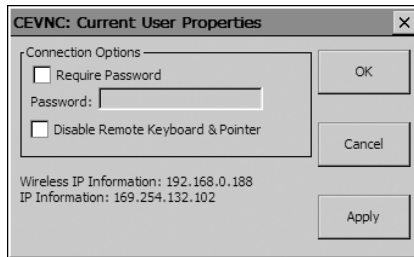 CEVNC: Current User Properties
Connection Options
Require Password
Password:
Disable Remote Keyboard & Pointer
OK
Cancel
Apply
Wireless IP Information: 192.168.0.188
IP Information: 169.254.132.102